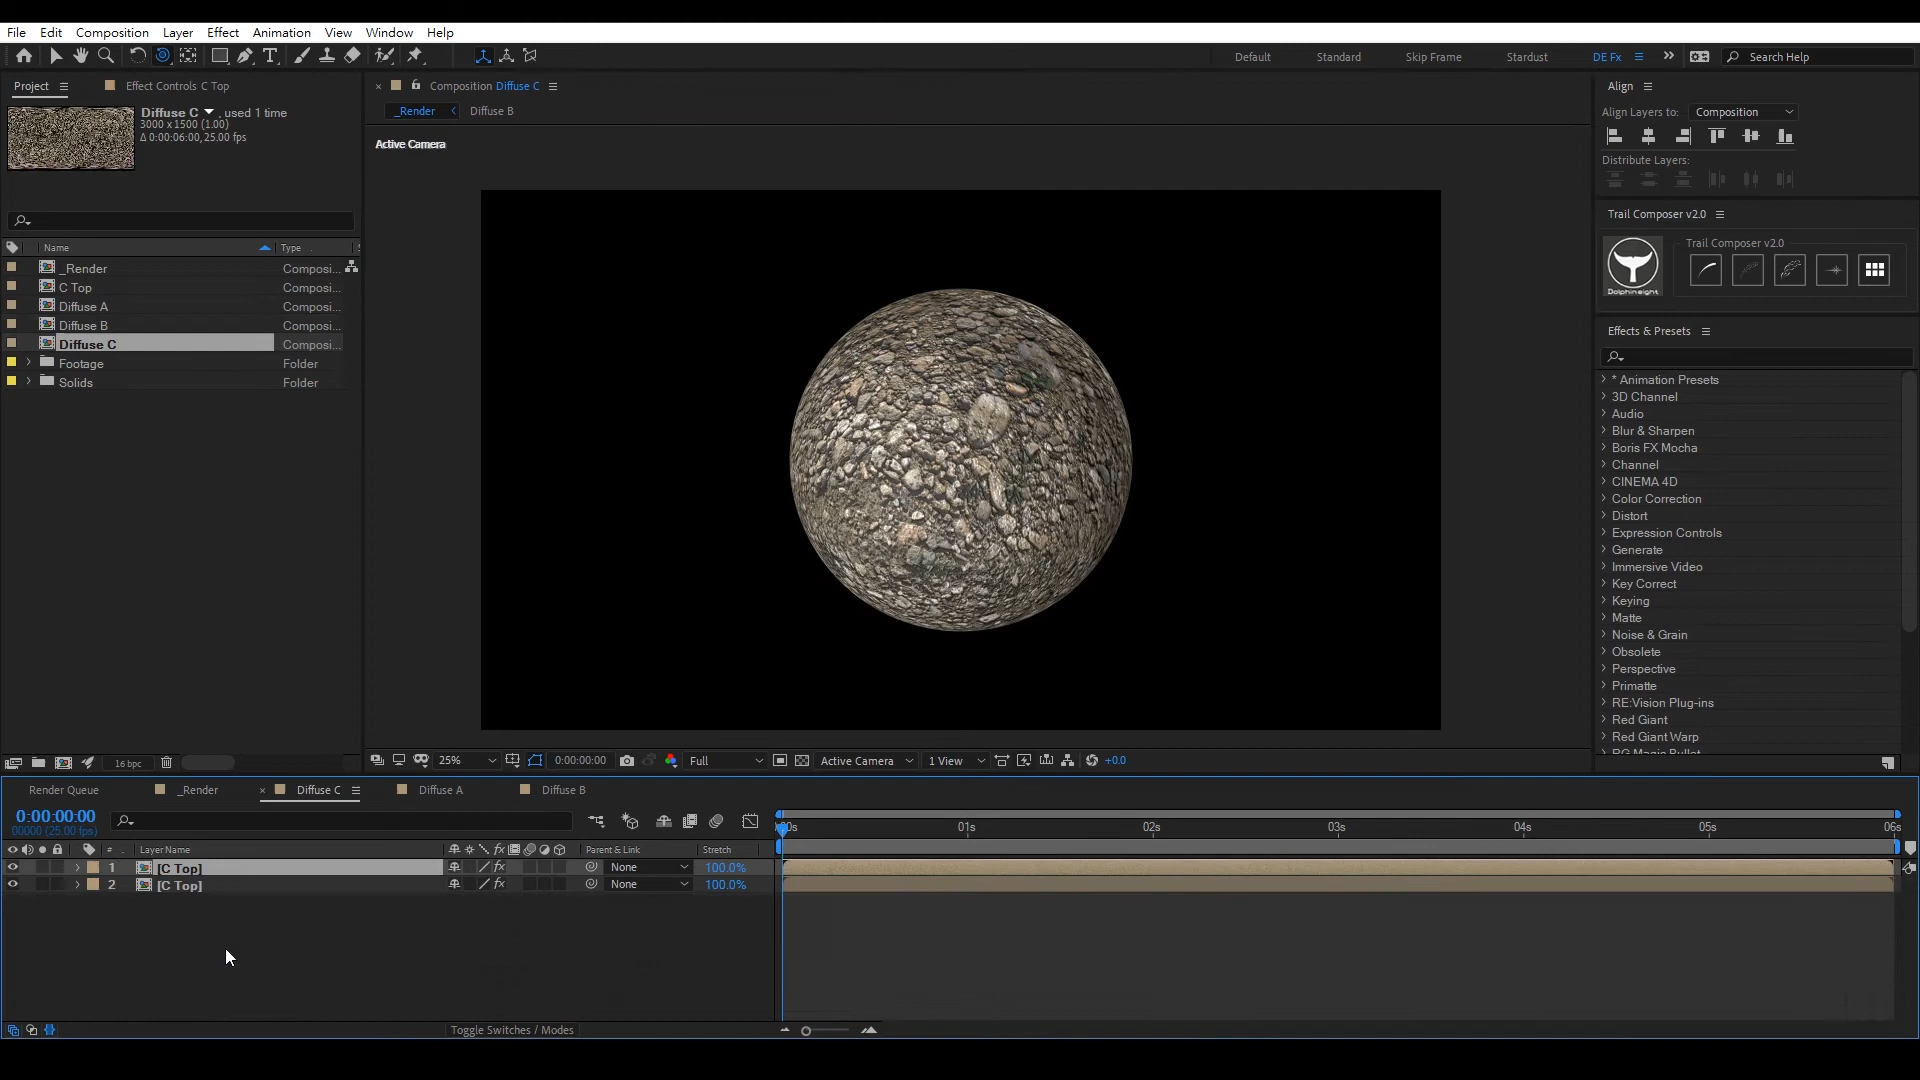 File Edit Composition Layer Effect Animation View Window Help
Default Standard Skip Frame Stardust DE Fx Search Help
Project Effect Controls C Top
Diffuse C , used 1 time
3000 x 1500 (1.00)
Δ 0:00:06:00, 25.00 fps
Name Type
_Render Composi...
C Top Composi...
Diffuse A Composi...
Diffuse B Composi...
Diffuse C Composi...
Footage Folder
Solids Folder
16 bpc
Composition Diffuse C
_Render Diffuse B
Active Camera
25% 0:00:00:00 Full Active Camera 1 View +0.0
Align
Align Layers to: Composition
Distribute Layers:
Trail Composer v2.0
Trail Composer v2.0
Dolphineight
Effects & Presets
* Animation Presets
3D Channel
Audio
Blur & Sharpen
Boris FX Mocha
Channel
CINEMA 4D
Color Correction
Distort
Expression Controls
Generate
Immersive Video
Key Correct
Keying
Matte
Noise & Grain
Obsolete
Perspective
Primatte
RE:Vision Plug-ins
Red Giant
Red Giant Warp
RG Magic Bullet
Render Queue _Render Diffuse C Diffuse A Diffuse B
0:00:00:00
00000 (25.00 fps)
01s 02s 03s 04s 05s 06s
# Layer Name Parent & Link Stretch
1 [C Top] None 100.0%
2 [C Top] None 100.0%
Toggle Switches / Modes